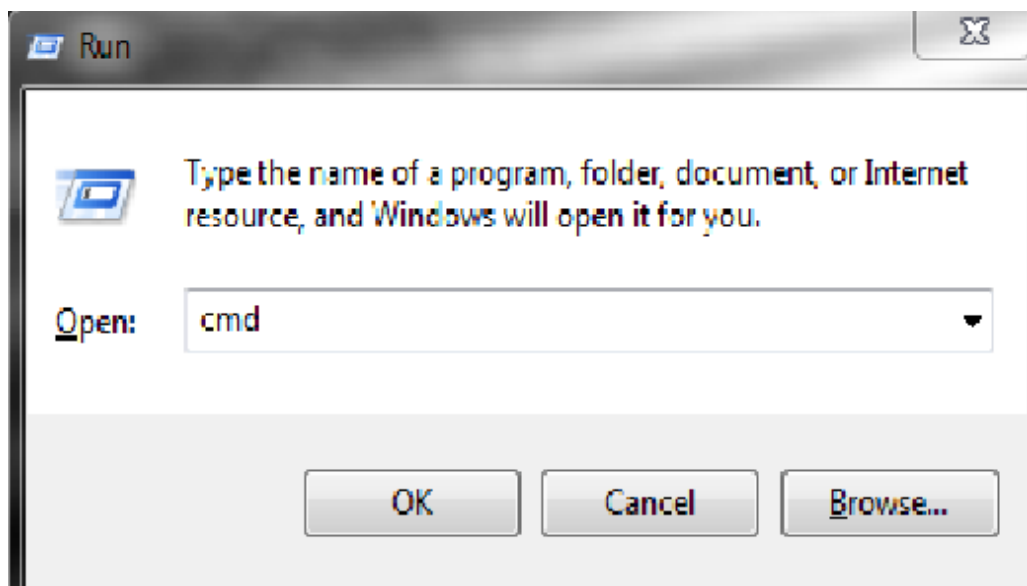 Run
Type the name of a program, folder, document, or Internet
resource, and Windows will open it for you.
Open: cmd
OK Cancel Browse...